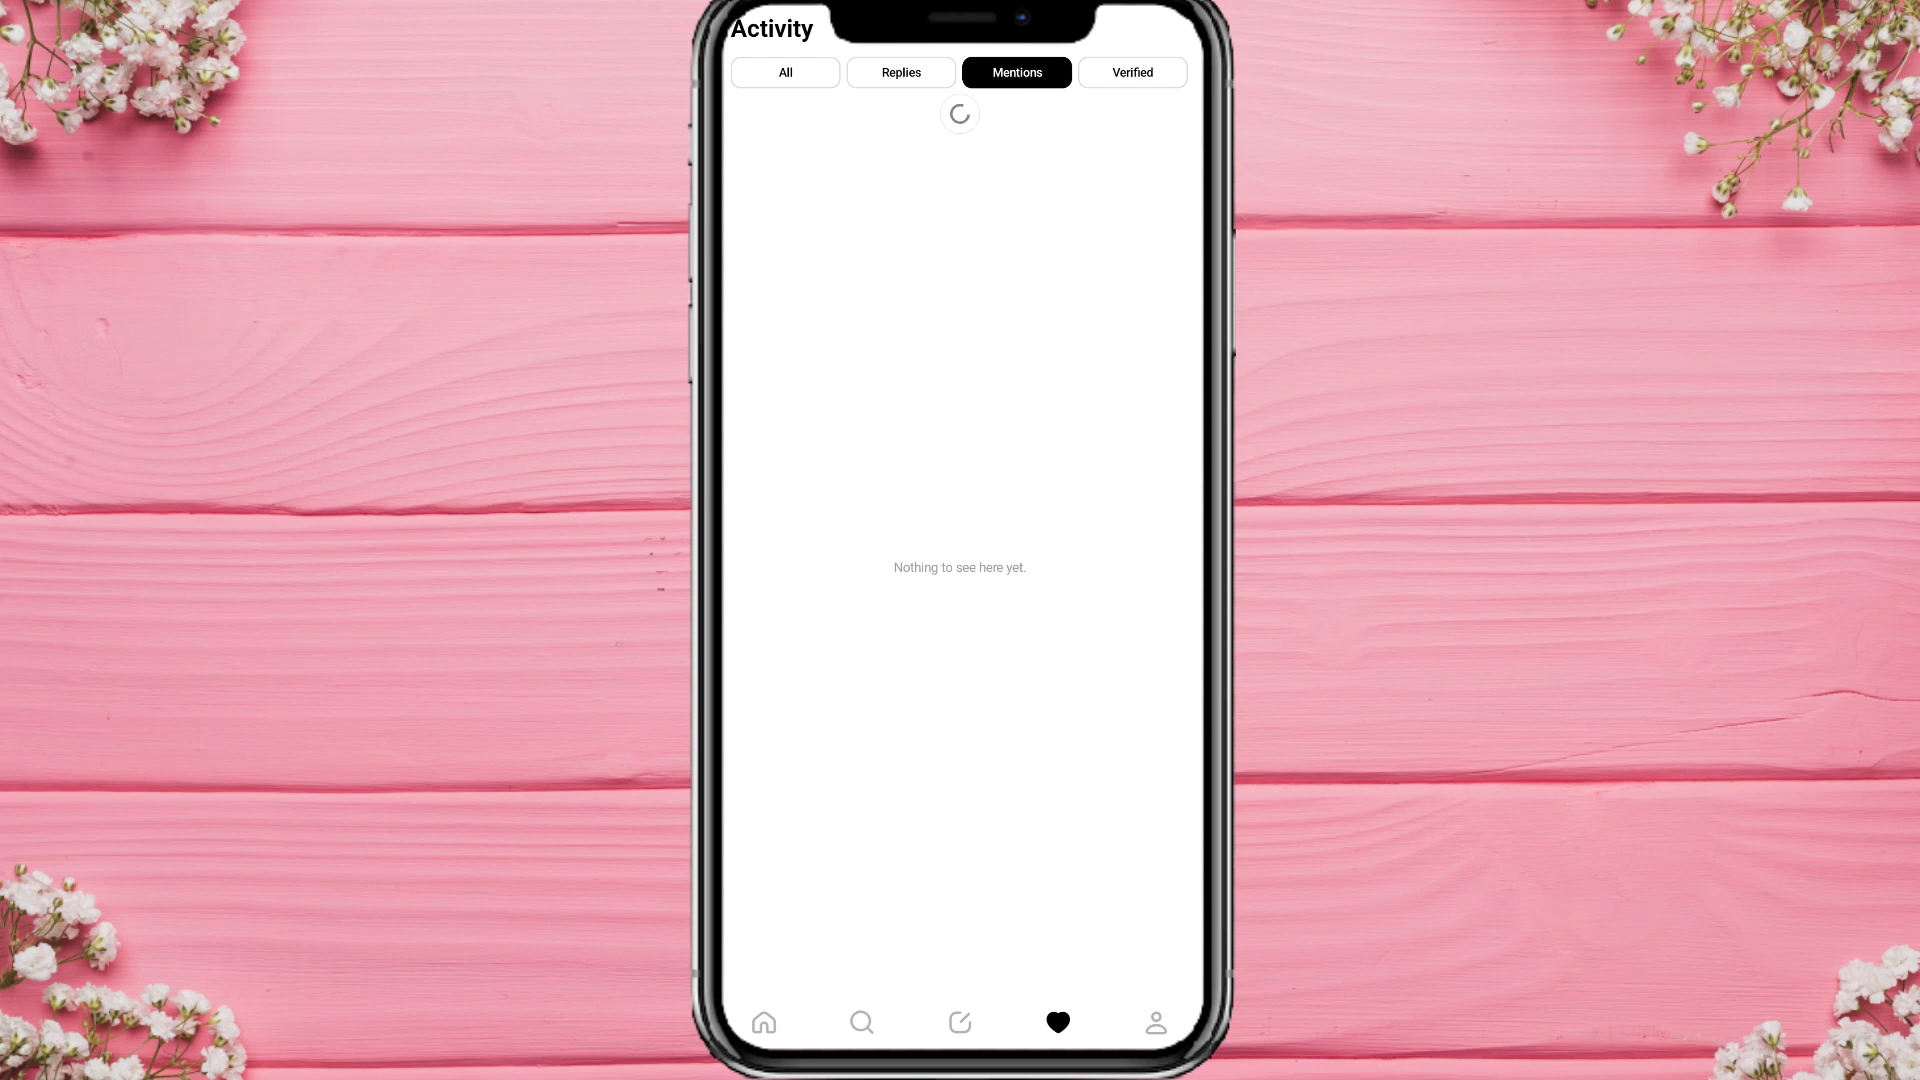 Activity
All
Replies
Mentions
Verified
Nothing to see here yet.